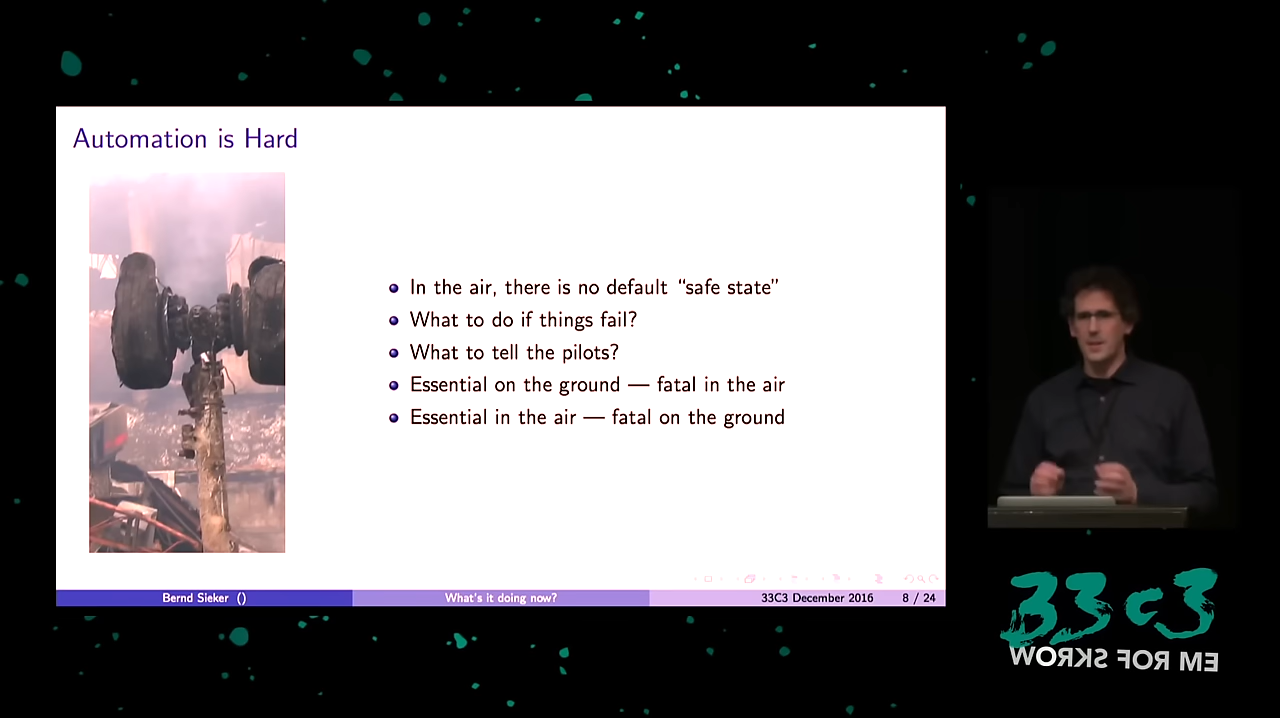 Automation is Hard
In the air, there is no default “safe state”
What to do if things fail?
What to tell the pilots?
Essential on the ground — fatal in the air
Essential in the air — fatal on the ground
Bernd Sieker ()
What's it doing now?
33C3 December 2016
8 / 24
33c3
WORKS FOR ME